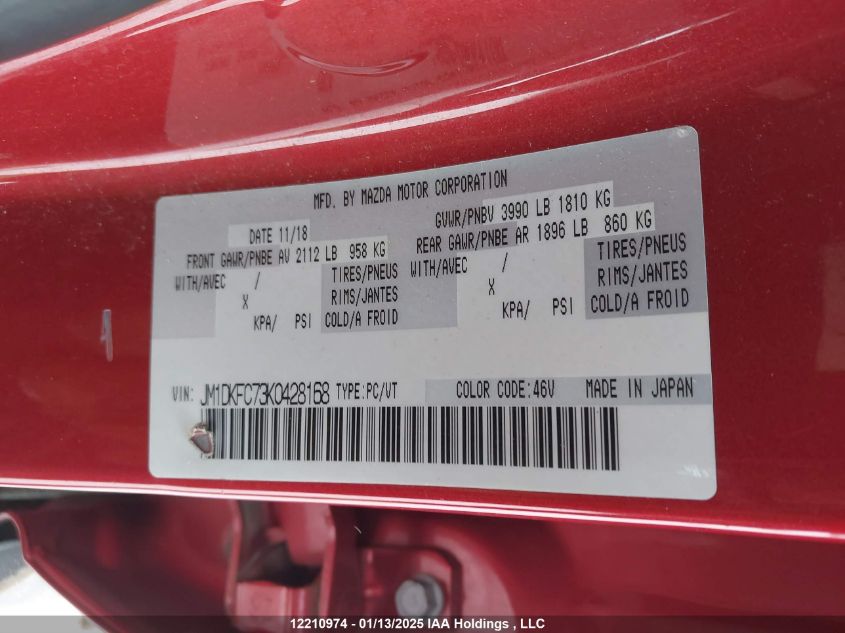 MFD. BY MAZDA MOTOR CORPORATION
DATE 11/18 GVWR/PNBV 3990 LB 1810 KG
FRONT GAWR/PNBE AV 2112 LB 958 KG REAR GAWR/PNBE AR 1896 LB 860 KG
WITH/AVEC / TIRES/PNEUS WITH/AVEC / TIRES/PNEUS
X RIMS/JANTES X RIMS/JANTES
KPA/ PSI COLD/A FROID KPA/ PSI COLD/A FROID
VIN: JM1DKFC73K0428168 TYPE:PC/VT COLOR CODE:46V MADE IN JAPAN
12210974 - 01/13/2025 IAA Holdings , LLC